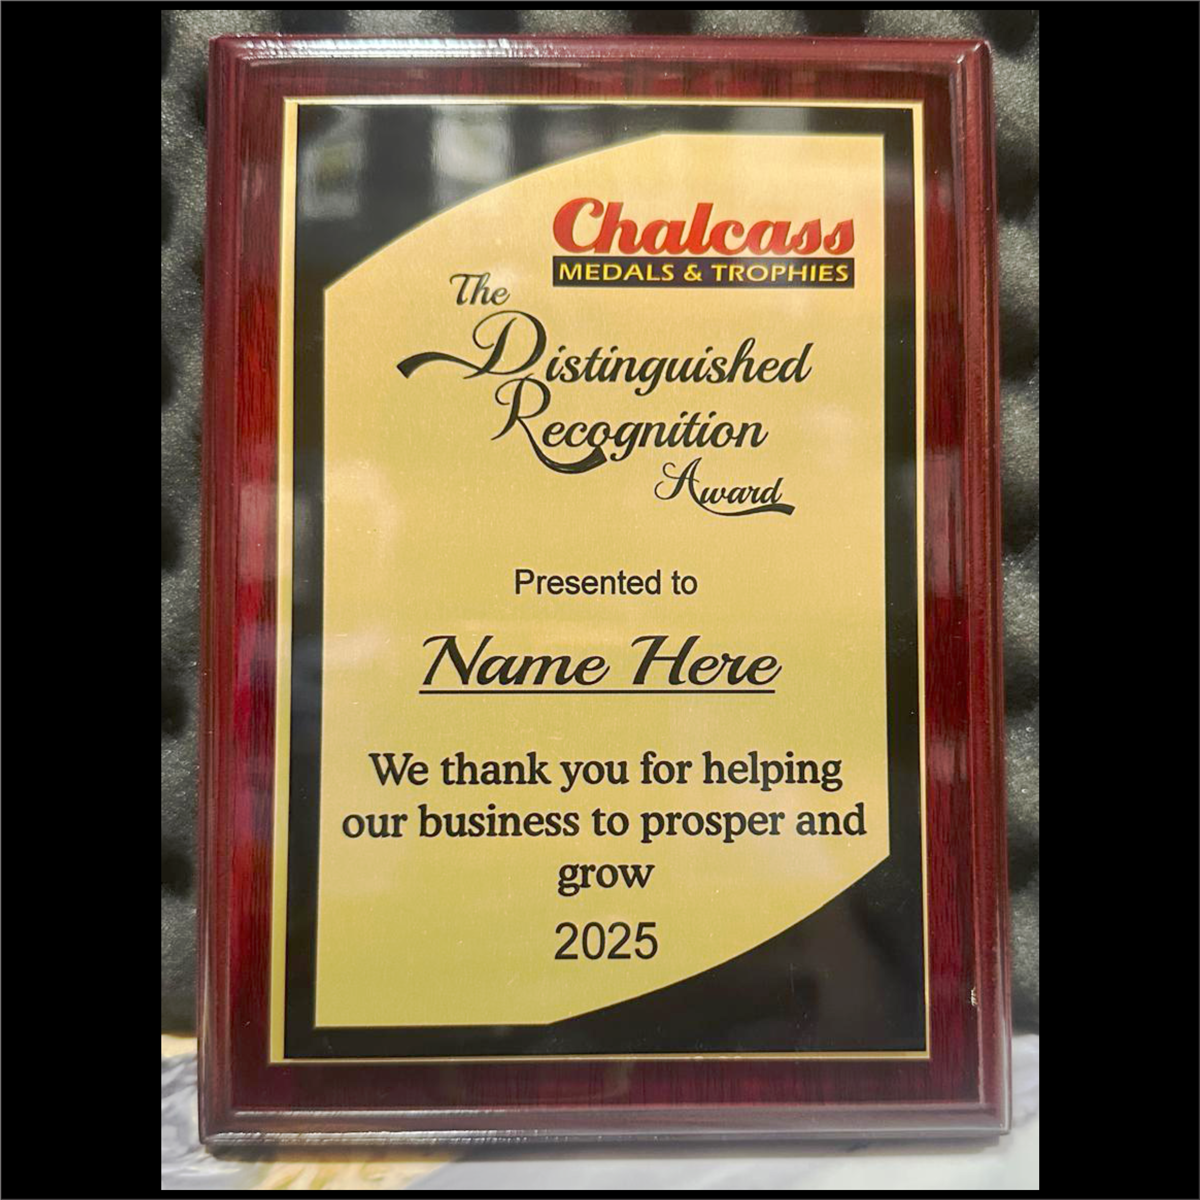 Chalcass
MEDALS & TROPHIES
The
Distinguished
Recognition
Award
Presented to
Name Here
We thank you for helping
our business to prosper and
grow
2025